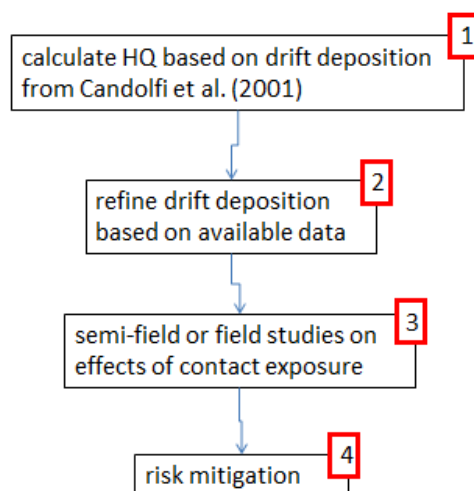 1
calculate HQ based on drift deposition
from Candolfi et al. (2001)
2
refine drift deposition
based on available data
3
semi-field or field studies on
effects of contact exposure
4
risk mitigation